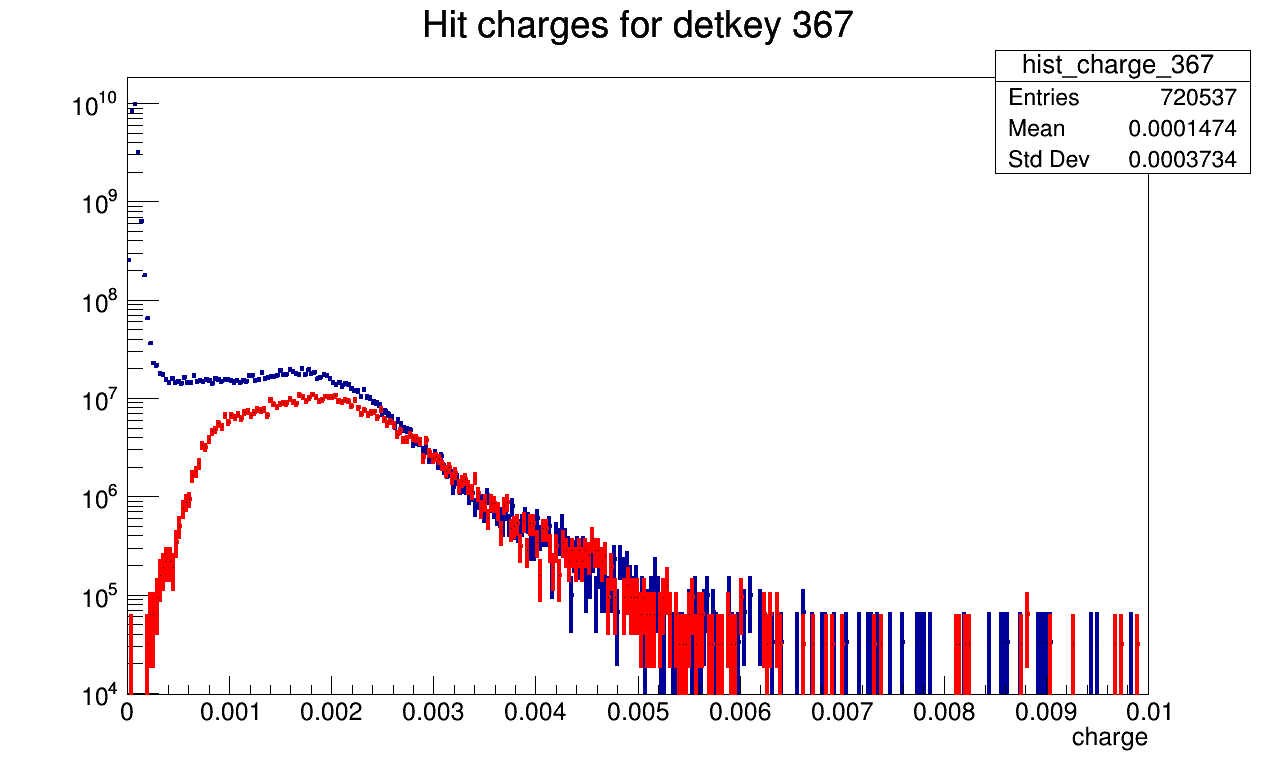 Hit charges for detkey 367
hist_charge_367
Entries 720537
Mean 0.0001474
Std Dev 0.0003734
10^10
10^9
10^8
10^7
10^6
10^5
10^4
0 0.001 0.002 0.003 0.004 0.005 0.006 0.007 0.008 0.009 0.01
charge